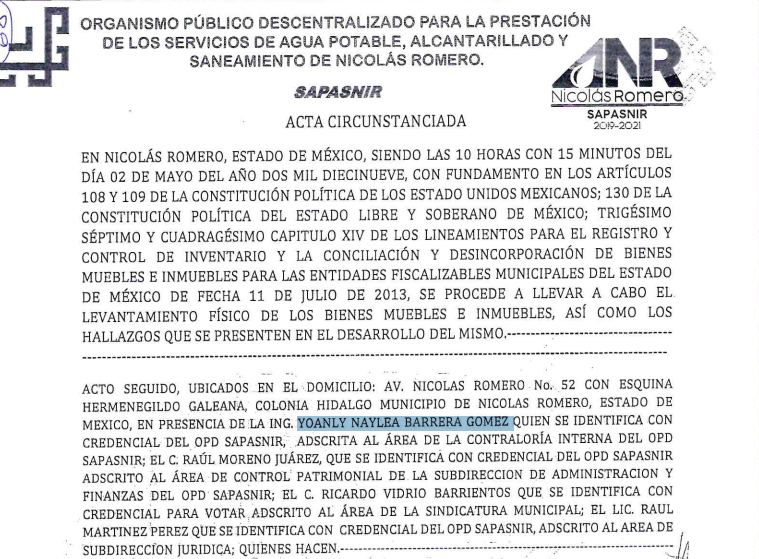 ORGANISMO PÚBLICO DESCENTRALIZADO PARA LA PRESTACIÓN
DE LOS SERVICIOS DE AGUA POTABLE, ALCANTARILLADO Y
SANEAMIENTO DE NICOLÁS ROMERO.
SAPASNIR
ANR
Nicolás Romero
SAPASNIR
2019-2021
ACTA CIRCUNSTANCIADA
EN NICOLÁS ROMERO, ESTADO DE MÉXICO, SIENDO LAS 10 HORAS CON 15 MINUTOS DEL
DÍA 02 DE MAYO DEL AÑO DOS MIL DIECINUEVE, CON FUNDAMENTO EN LOS ARTÍCULOS
108 Y 109 DE LA CONSTITUCIÓN POLÍTICA DE LOS ESTADO UNIDOS MEXICANOS; 130 DE LA
CONSTITUCIÓN POLÍTICA DEL ESTADO LIBRE Y SOBERANO DE MÉXICO; TRIGÉSIMO
SÉPTIMO Y CUADRAGÉSIMO CAPITULO XIV DE LOS LINEAMIENTOS PARA EL REGISTRO Y
CONTROL DE INVENTARIO Y LA CONCILIACIÓN Y DESINCORPORACIÓN DE BIENES
MUEBLES E INMUEBLES PARA LAS ENTIDADES FISCALIZABLES MUNICIPALES DEL ESTADO
DE MÉXICO DE FECHA 11 DE JULIO DE 2013, SE PROCEDE A LLEVAR A CABO EL
LEVANTAMIENTO FÍSICO DE LOS BIENES MUEBLES E INMUEBLES, ASÍ COMO LOS
HALLAZGOS QUE SE PRESENTEN EN EL DESARROLLO DEL MISMO.-----------------------------
---------------------------------------------------------------------------------------------------
ACTO SEGUIDO, UBICADOS EN EL DOMICILIO: AV. NICOLAS ROMERO No. 52 CON ESQUINA
HERMENEGILDO GALEANA, COLONIA HIDALGO MUNICIPIO DE NICOLAS ROMERO, ESTADO DE
MEXICO, EN PRESENCIA DE LA ING. YOANLY NAYLEA BARRERA GOMEZ QUIEN SE IDENTIFICA CON
CREDENCIAL DEL OPD SAPASNIR, ADSCRITA AL ÁREA DE LA CONTRALORÍA INTERNA DEL OPD
SAPASNIR; EL C. RAÚL MORENO JUÁREZ, QUE SE IDENTIFICA CON CREDENCIAL DEL OPD SAPASNIR
ADSCRITO AL ÁREA DE CONTROL PATRIMONIAL DE LA SUBDIRECCION DE ADMINISTRACION Y
FINANZAS DEL OPD SAPASNIR; EL C. RICARDO VIDRIO BARRIENTOS QUE SE IDENTIFICA CON
CREDENCIAL PARA VOTAR ADSCRITO AL ÁREA DE LA SINDICATURA MUNICIPAL; EL LIC. RAUL
MARTINEZ PEREZ QUE SE IDENTIFICA CON CREDENCIAL DEL OPD SAPASNIR, ADSCRITO AL AREA DE
SUBDIRECCIÓN JURIDICA; QUIENES HACEN.---------------------------------------------------------